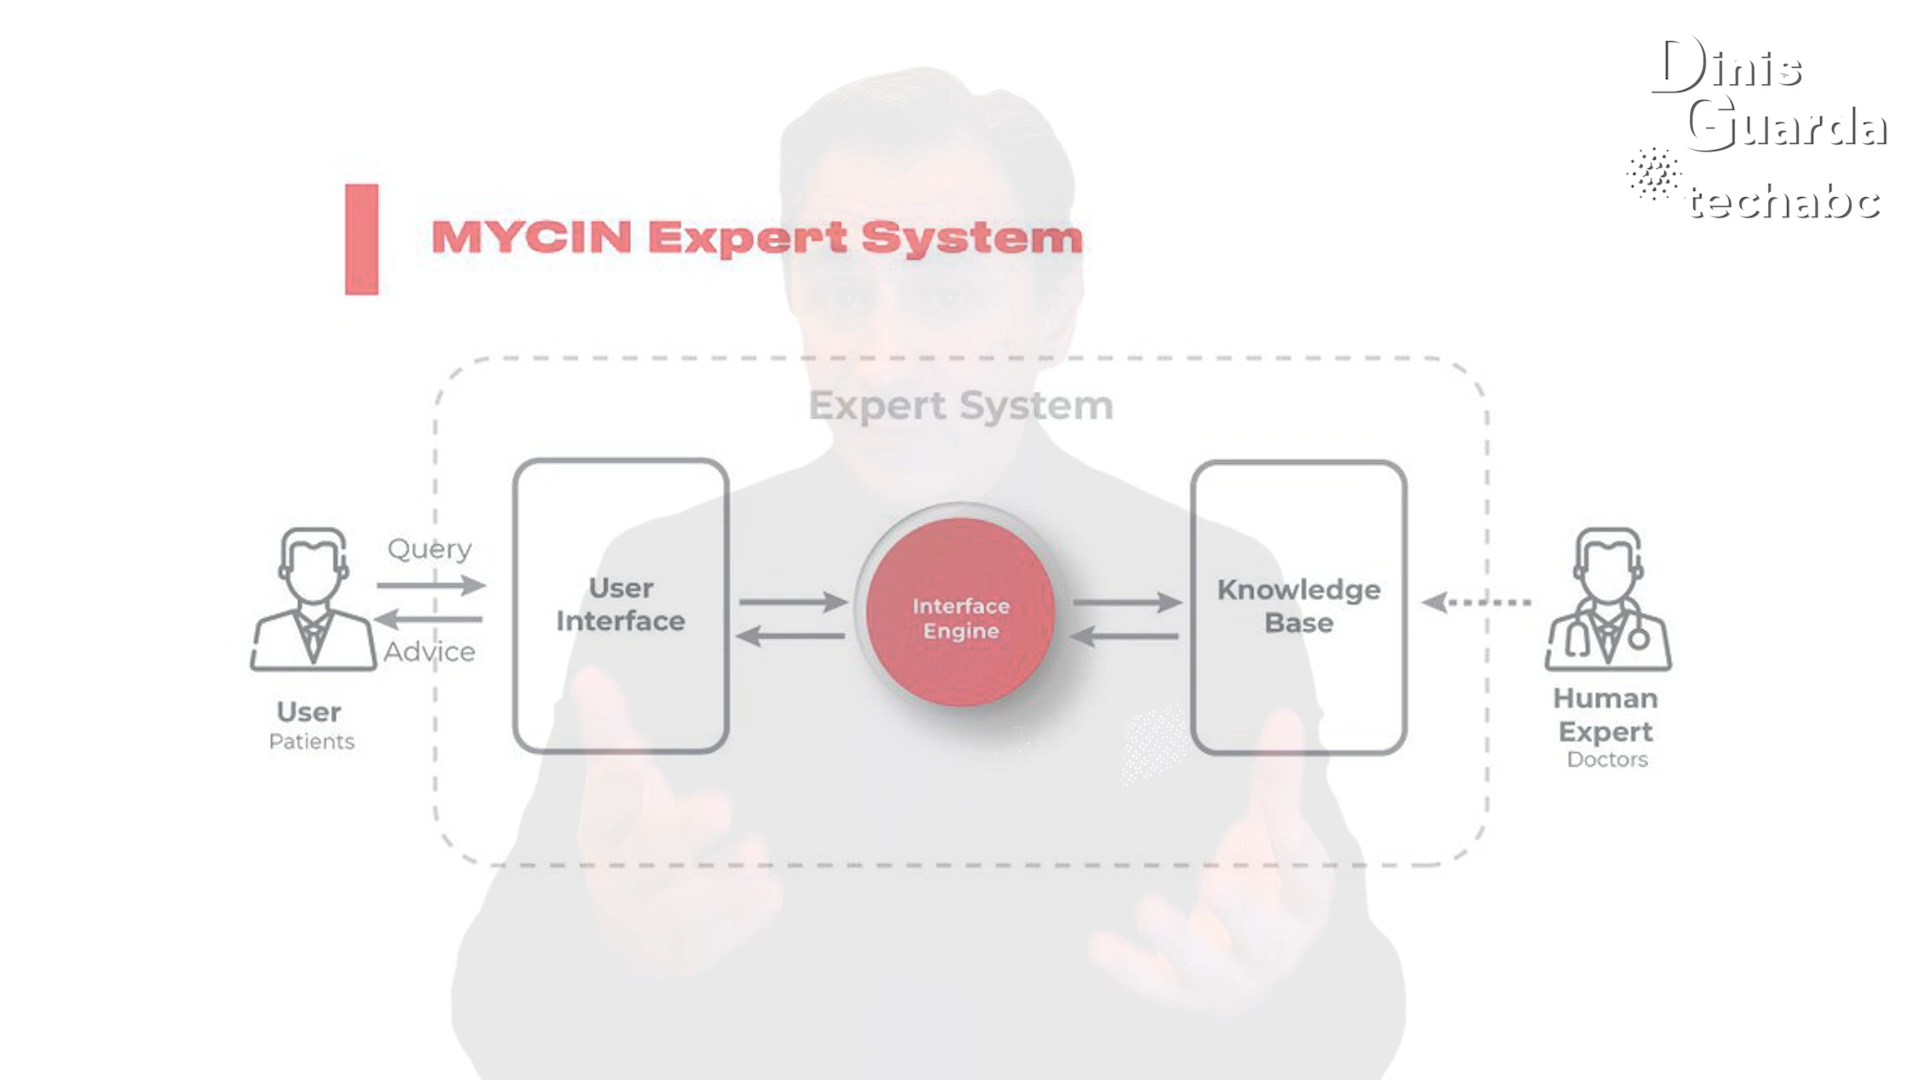 Dinis
Guarda
techabc
MYCIN Expert System
Expert System
Query
Advice
User
Patients
User
Interface
Interface
Engine
Knowledge
Base
Human
Expert
Doctors